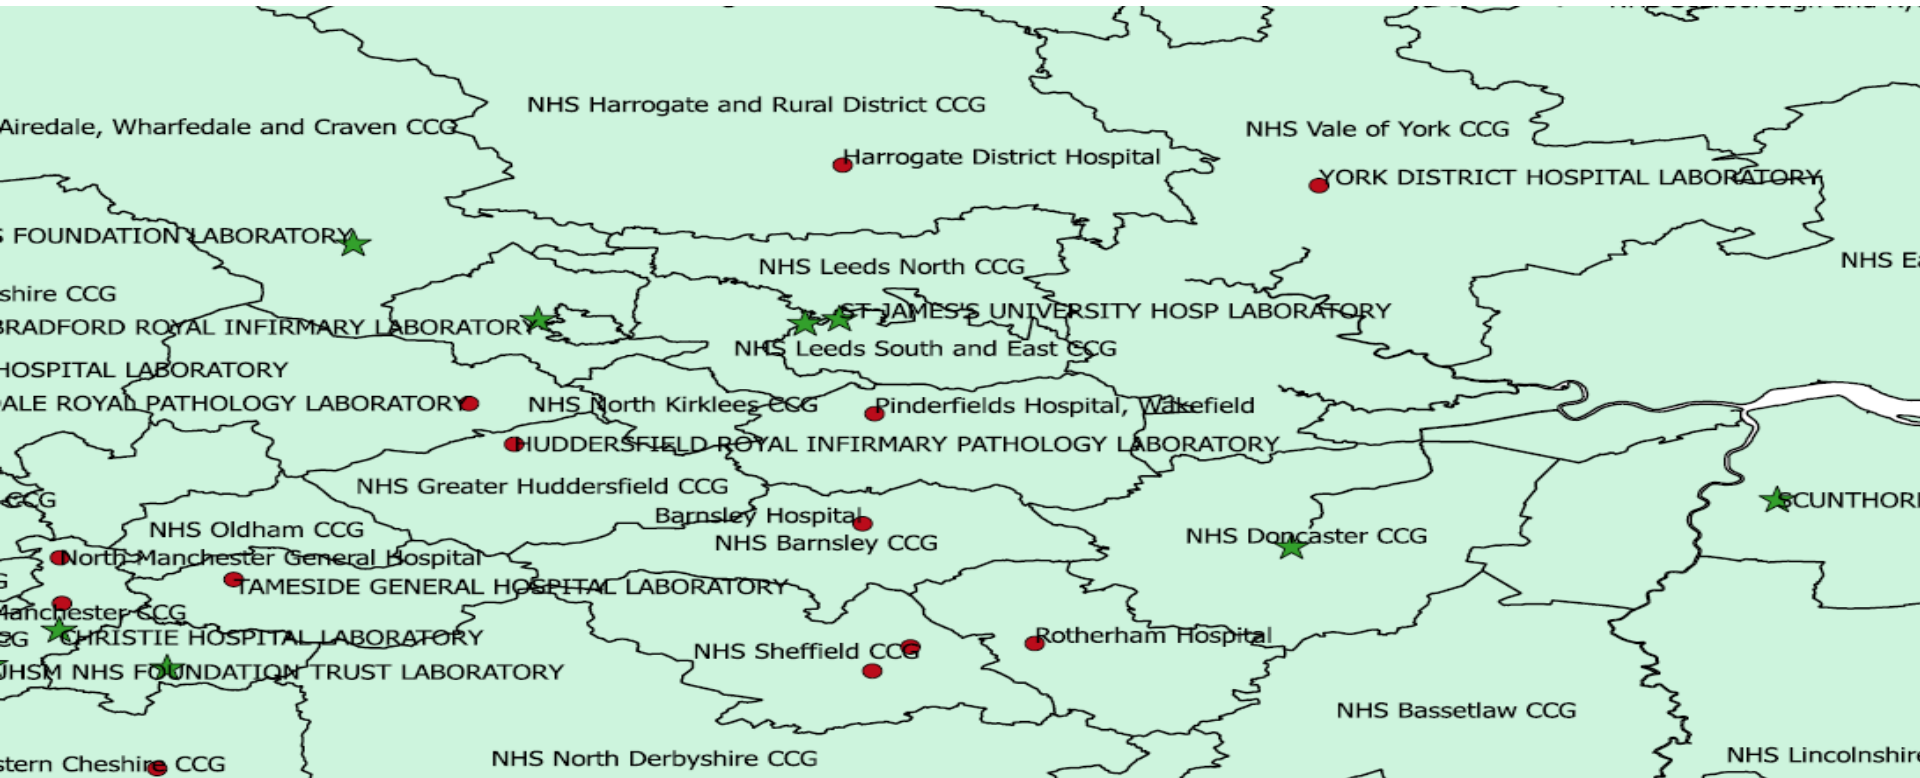 NHS Harrogate and Rural District CCG
Airedale, Wharfedale and Craven CCG
NHS Vale of York CCG
Harrogate District Hospital
YORK DISTRICT HOSPITAL LABORATORY
FOUNDATION LABORATORY
NHS Leeds North CCG
NHS
shire CCG
ST JAMES'S UNIVERSITY HOSP LABORATORY
BRADFORD ROYAL INFIRMARY LABORATORY
NHS Leeds South and East CCG
HOSPITAL LABORATORY
ALE ROYAL PATHOLOGY LABORATORY
NHS North Kirklees CCG
Pinderfields Hospital, Wakefield
HUDDERSFIELD ROYAL INFIRMARY PATHOLOGY LABORATORY
NHS Greater Huddersfield CCG
CCG
SCUNTHOR
Barnsley Hospital
NHS Oldham CCG
NHS Doncaster CCG
NHS Barnsley CCG
North Manchester General Hospital
TAMESIDE GENERAL HOSPITAL LABORATORY
Manchester CCG
CHRISTIE HOSPITAL LABORATORY
Rotherham Hospital
NHS Sheffield CCG
UHSM NHS FOUNDATION TRUST LABORATORY
NHS Bassetlaw CCG
NHS North Derbyshire CCG
stern Cheshire CCG
NHS Lincolnshire